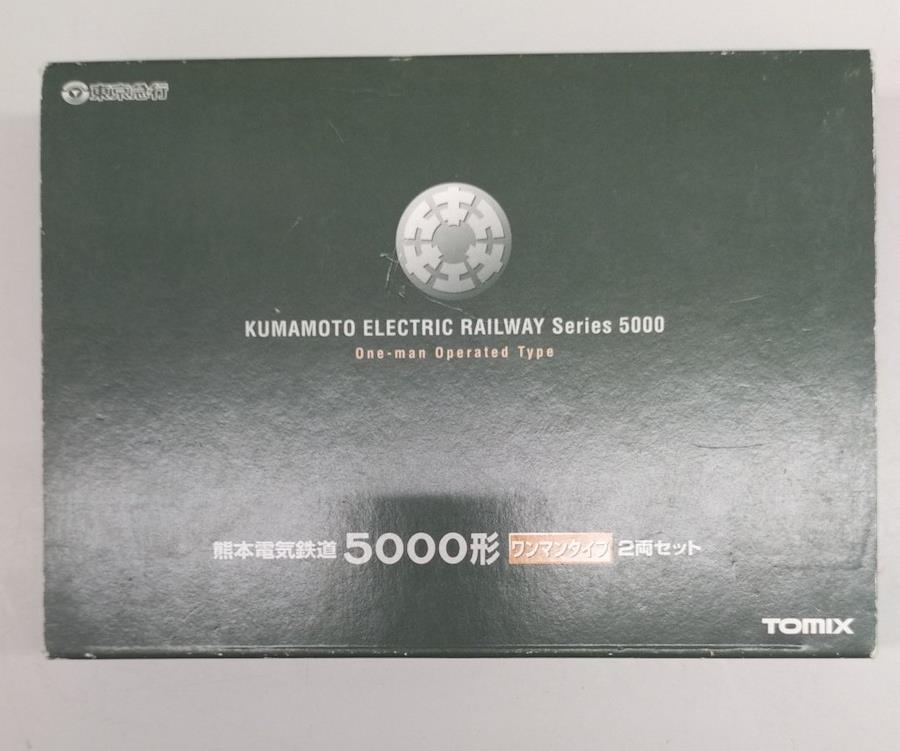 東京急行
KUMAMOTO ELECTRIC RAILWAY Series 5000
One-man Operated Type
熊本電気鉄道 5000形 ワンマンタイプ 2両セット
TOMIX